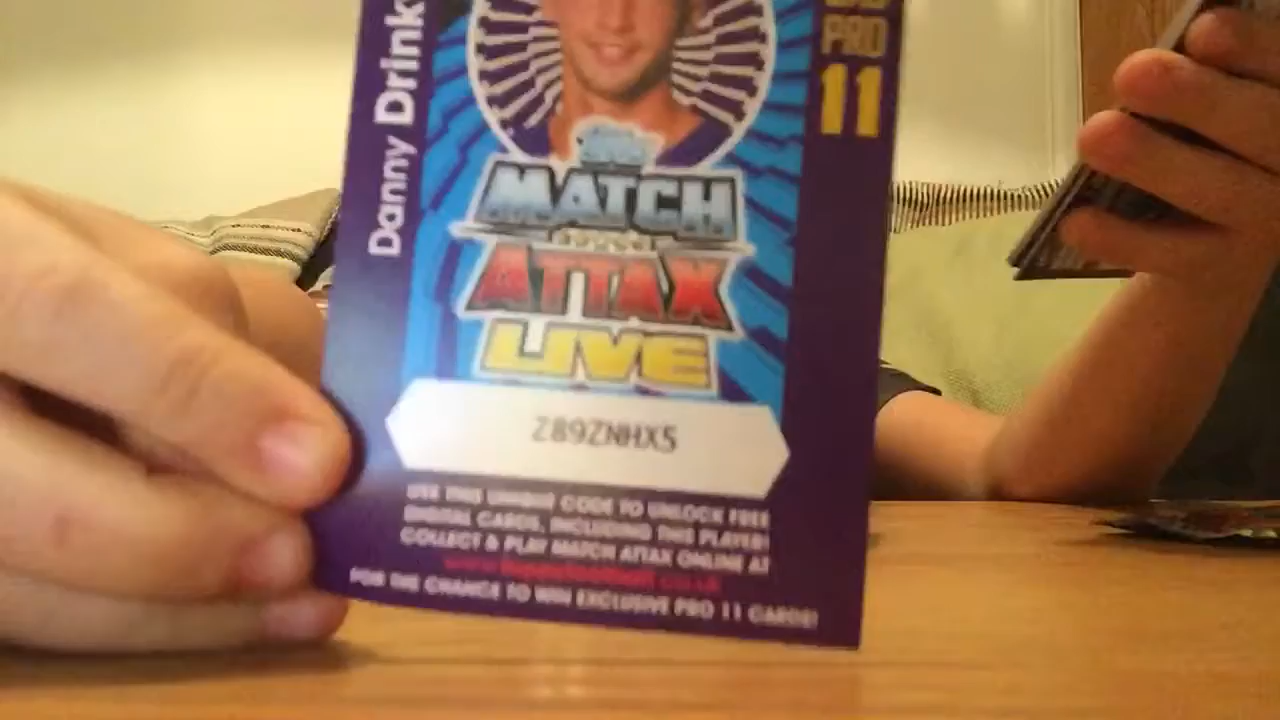 Danny Drink
PRO
11
Topps
MATCH
ATTAX
LIVE
Z89ZNHX5
USE THIS UNIQUE CODE TO UNLOCK FREE
DIGITAL CARDS, INCLUDING THIS PLAYER!
COLLECT & PLAY MATCH ATTAX ONLINE AT
FOR THE CHANCE TO WIN EXCLUSIVE PRO 11 CARDS!